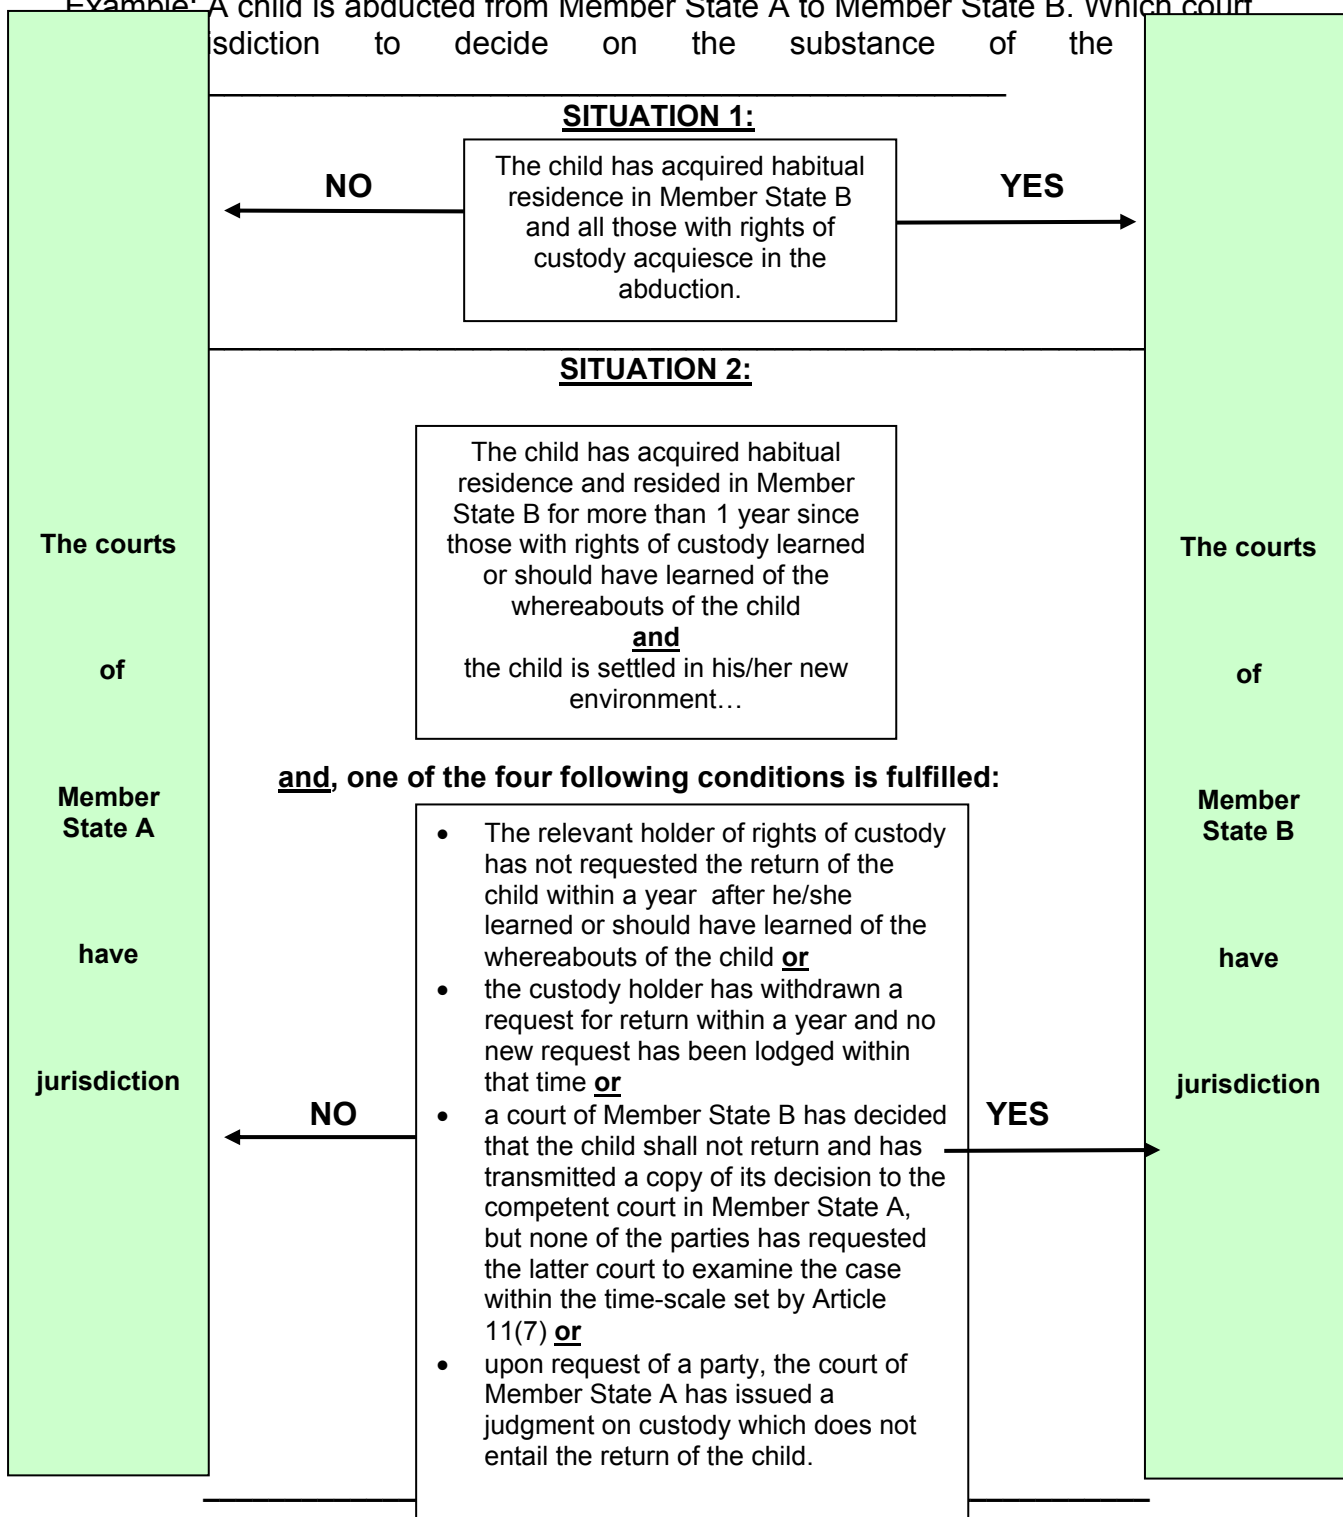 Example: A child is abducted from Member State A to Member State B. Which court
isdiction to decide on the substance of the
SITUATION 1:
NO
The child has acquired habitual
residence in Member State B
and all those with rights of
custody acquiesce in the
abduction.
YES
SITUATION 2:
The child has acquired habitual
residence and resided in Member
State B for more than 1 year since
those with rights of custody learned
or should have learned of the
whereabouts of the child
and
the child is settled in his/her new
environment…
and, one of the four following conditions is fulfilled:
• The relevant holder of rights of custody
has not requested the return of the
child within a year after he/she
learned or should have learned of the
whereabouts of the child or
• the custody holder has withdrawn a
request for return within a year and no
new request has been lodged within
that time or
• a court of Member State B has decided
that the child shall not return and has
transmitted a copy of its decision to the
competent court in Member State A,
but none of the parties has requested
the latter court to examine the case
within the time-scale set by Article
11(7) or
• upon request of a party, the court of
Member State A has issued a
judgment on custody which does not
entail the return of the child.
NO
YES
The courts
of
Member
State A
have
jurisdiction
The courts
of
Member
State B
have
jurisdiction